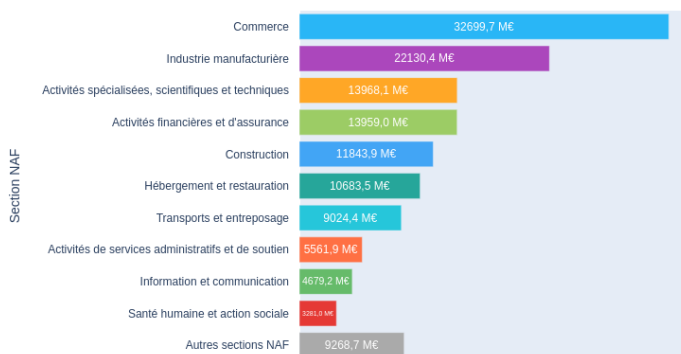 Section NAF
Commerce 32699,7 M€
Industrie manufacturière 22130,4 M€
Activités spécialisées, scientifiques et techniques 13968,1 M€
Activités financières et d'assurance 13959,0 M€
Construction 11843,9 M€
Hébergement et restauration 10683,5 M€
Transports et entreposage 9024,4 M€
Activités de services administratifs et de soutien 5561,9 M€
Information et communication 4679,2 M€
Santé humaine et action sociale 3281,0 M€
Autres sections NAF 9268,7 M€